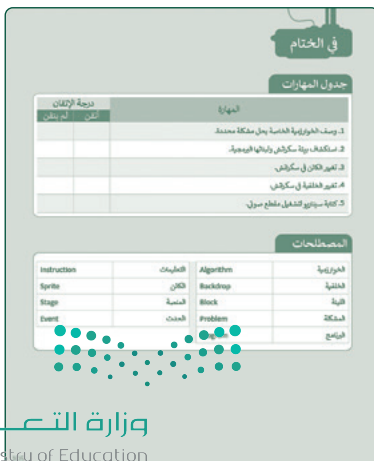 في الختام
جدول المهارات
المهارة
درجة الإتقان
أتقن
لم يتقن
1. وصف الخوارزمية الخاصة بحل مشكلة محددة.
2. استكشاف بيئة سكراتش ولبناتها البرمجية.
3. تغيير الكائن في سكراتش.
4. تغيير الخلفية في سكراتش.
5. كتابة سيناريو لتشغيل مقطع صوتي.
المصطلحات
الخوارزمية Algorithm التعليمات Instruction
الخلفية Backdrop الكائن Sprite
اللبنة Block المنصة Stage
المشكلة Problem الحدث Event
البرنامج
وزارة التـ
stry of Education